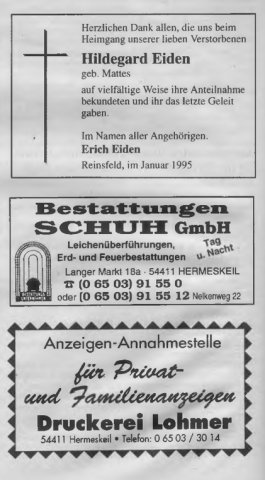 Herzlichen Dank allen, die uns beim
Heimgang unserer lieben Verstorbenen
Hildegard Eiden
geb. Mattes
auf vielfältige Weise ihre Anteilnahme
bekundeten und ihr das letzte Geleit
gaben.
Im Namen aller Angehörigen.
Erich Eiden
Reinsfeld, im Januar 1995
Bestattungen
SCHUH GmbH
Leichenüberführungen,
Erd- und Feuerbestattungen
Tag
u. Nacht
Langer Markt 18a · 54411 HERMESKEIL
☎ (0 65 03) 91 55 0
oder (0 65 03) 91 55 12 Nelkenweg 22
Anzeigen-Annahmestelle
für Privat-
und Familienanzeigen
Druckerei Lohmer
54411 Hermeskeil • Telefon: 0 65 03 / 30 14